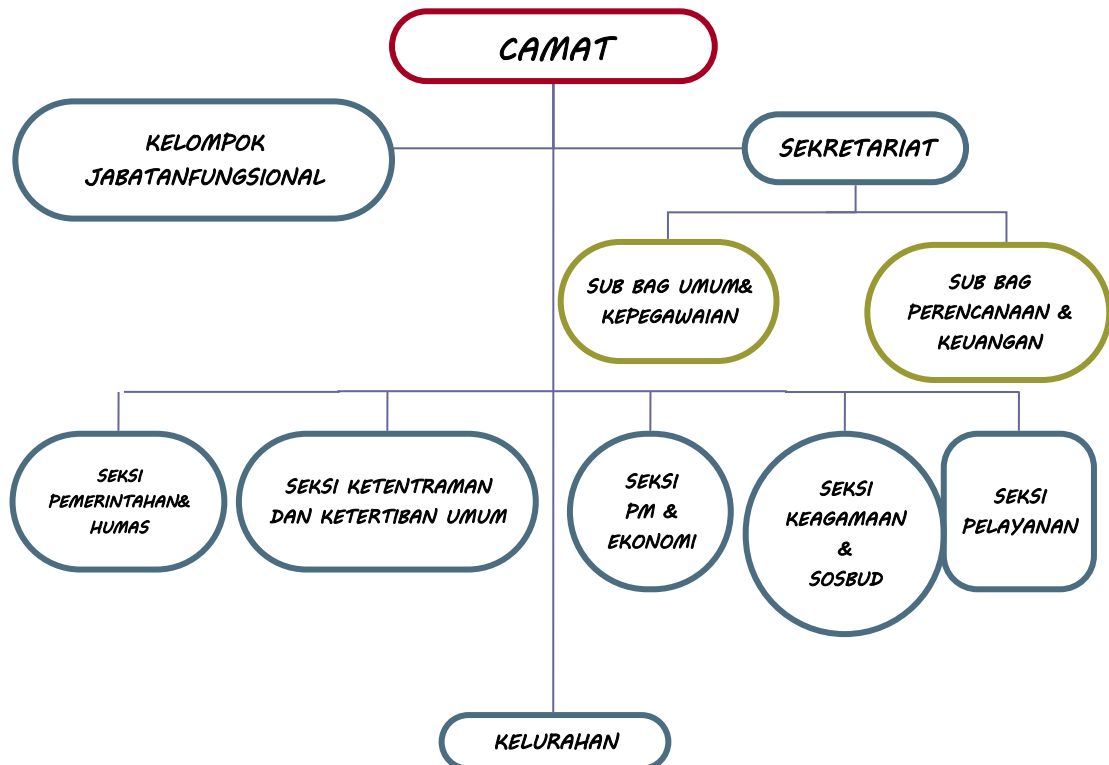 CAMAT
KELOMPOK
JABATANFUNGSIONAL
SEKRETARIAT
SUB BAG UMUM&
KEPEGAWAIAN
SUB BAG
PERENCANAAN &
KEUANGAN
SEKSI
PEMERINTAHAN&
HUMAS
SEKSI KETENTRAMAN
DAN KETERTIBAN UMUM
SEKSI
PM &
EKONOMI
SEKSI
KEAGAMAAN
&
SOSBUD
SEKSI
PELAYANAN
KELURAHAN